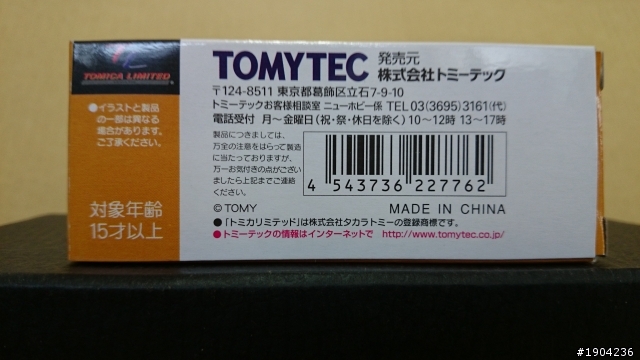 TOMICA LIMITED
●イラストと製品
の一部は異なる
場合があります。
ご了承ください。
対象年齢
15才以上
TOMYTEC
発売元
株式会社トミーテック
〒124-8511 東京都葛飾区立石7-9-10
トミーテックお客様相談室 ニューホビー係 TEL 03(3695)3161(代)
電話受付 月〜金曜日(祝・祭・休日を除く)10〜12時 13〜17時
製品につきましては、
万全の注意をはらって製造
に当たっておりますが、
万一お気付きの点がござい
ましたら上記までご連絡
ください。
4 543736 227762
© TOMY
MADE IN CHINA
●「トミカリミテッド」は株式会社タカラトミーの登録商標です。
●トミーテックの情報はインターネットで http://www.tomytec.co.jp/
#1904236